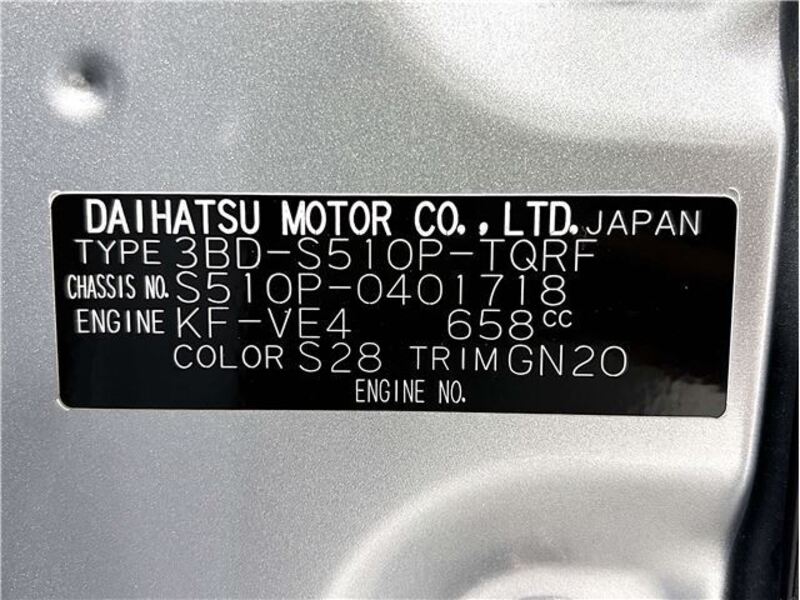 DAIHATSU MOTOR CO., LTD. JAPAN
TYPE 3BD-S510P-TQRF
CHASSIS NO. S510P-0401718
ENGINE KF-VE4 658cc
COLOR S28 TRIM GN20
ENGINE NO.